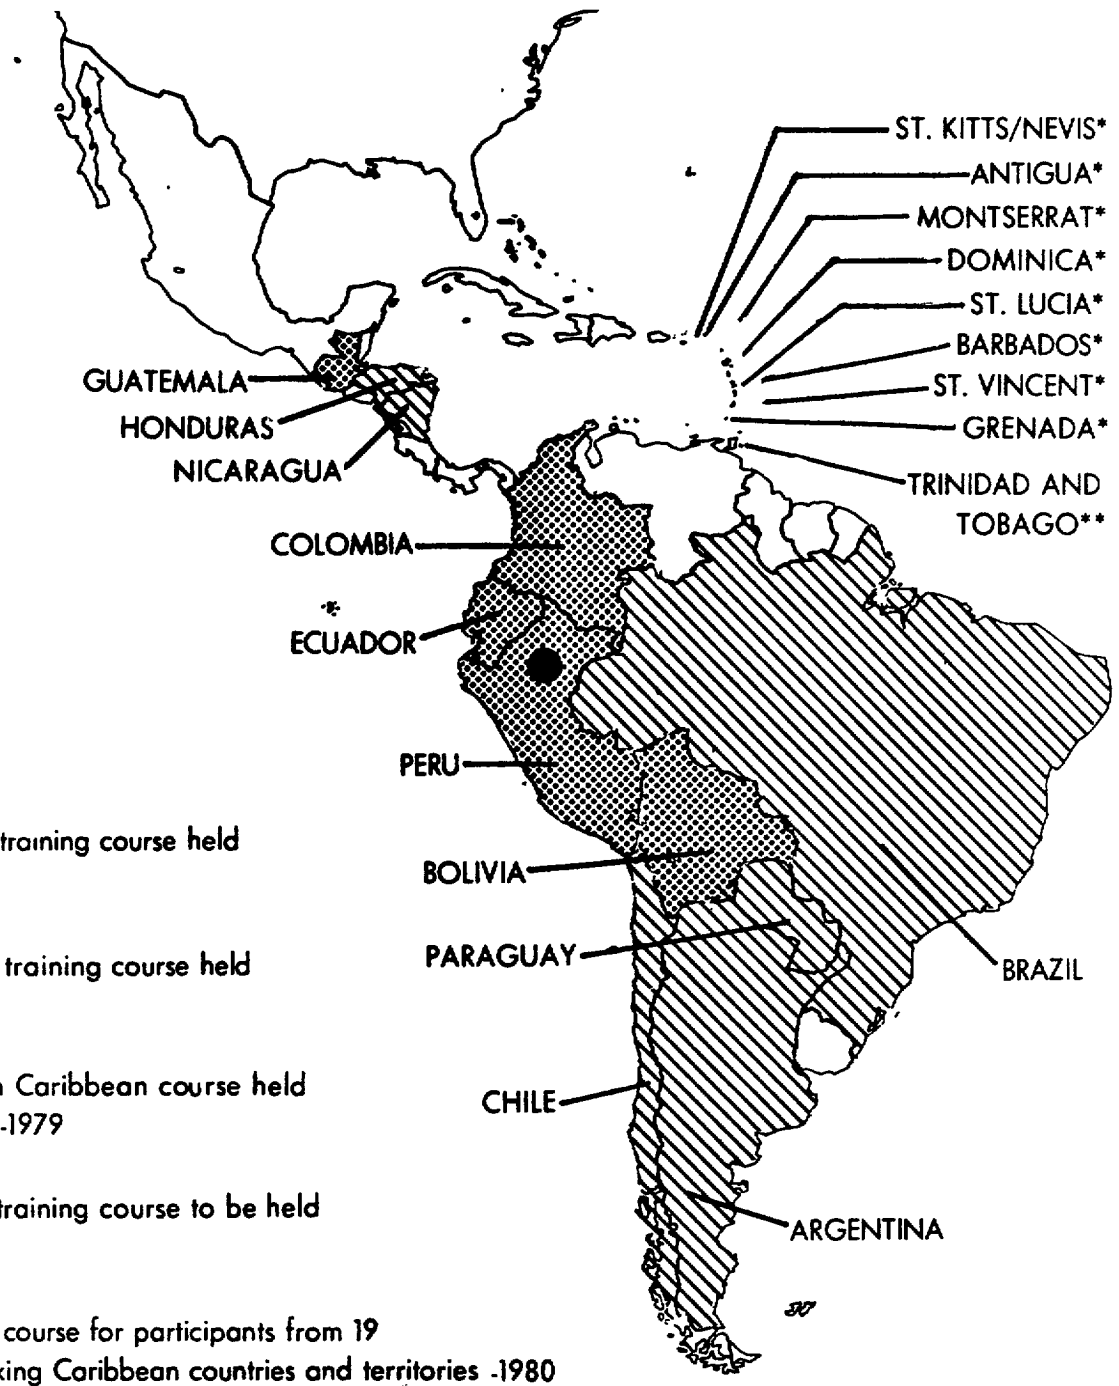 ST. KITTS/NEVIS*
ANTIGUA*
MONTSERRAT*
DOMINICA*
ST. LUCIA*
BARBADOS*
ST. VINCENT*
GRENADA*
TRINIDAD AND
TOBAGO**
GUATEMALA
HONDURAS
NICARAGUA
COLOMBIA
ECUADOR
PERU
BOLIVIA
PARAGUAY
BRAZIL
CHILE
ARGENTINA
training course held
training course held
Caribbean course held
-1979
training course to be held
course for participants from 19
Caribbean countries and territories -1980